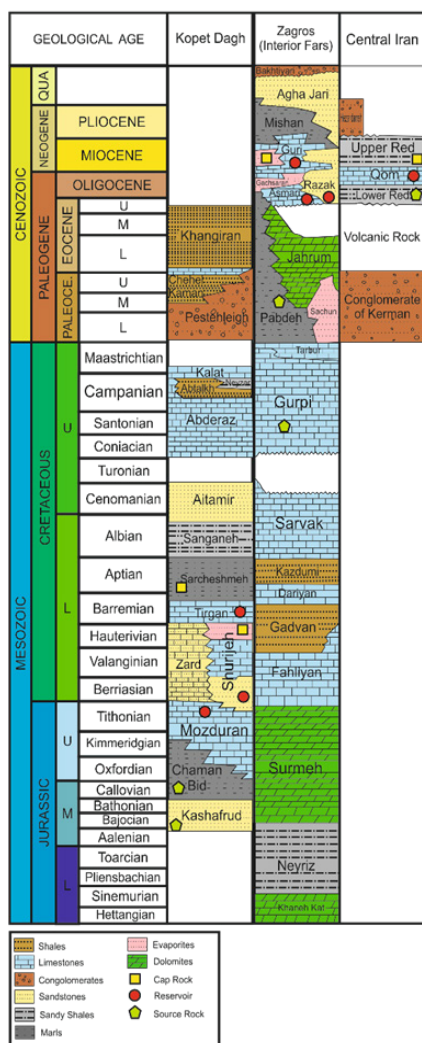 GEOLOGICAL AGE
Kopet Dagh
Zagros
(Interior Fars)
Central Iran
CENOZOIC
QUA
NEOGENE
PLIOCENE
MIOCENE
PALEOGENE
OLIGOCENE
EOCENE
U
M
L
PALEOCE.
U
M
L
MESOZOIC
CRETACEOUS
U
Maastrichtian
Campanian
Santonian
Coniacian
Turonian
Cenomanian
L
Albian
Aptian
Barremian
Hauterivian
Valanginian
Berriasian
JURASSIC
U
Tithonian
Kimmeridgian
Oxfordian
M
Callovian
Bathonian
Bajocian
Aalenian
L
Toarcian
Pliensbachian
Sinemurian
Hettangian
Khangiran
Chehel
Kaman
Pestehleigh
Kalat
Abtalkh
Abderaz
Aitamir
Sanganeh
Sarcheshmeh
Tirgan
Zard
Shurijeh
Mozduran
Chaman
Bid
Kashafrud
Bakhtiyari
Agha Jari
Mishan
Guri
Gachsaran
Razak
Asmari
Jahrum
Pabdeh
Sachun
Tarbur
Gurpi
Sarvak
Kazdumi
Dariyan
Gadvan
Fahliyan
Surmeh
Neyriz
Khaneh Kat
Upper Red
Qom
Lower Red
Volcanic Rock
Conglomerate
of Kerman
Shales
Limestones
Congolomerates
Sandstones
Sandy Shales
Marls
Evaporites
Dolomites
Cap Rock
Reservoir
Source Rock